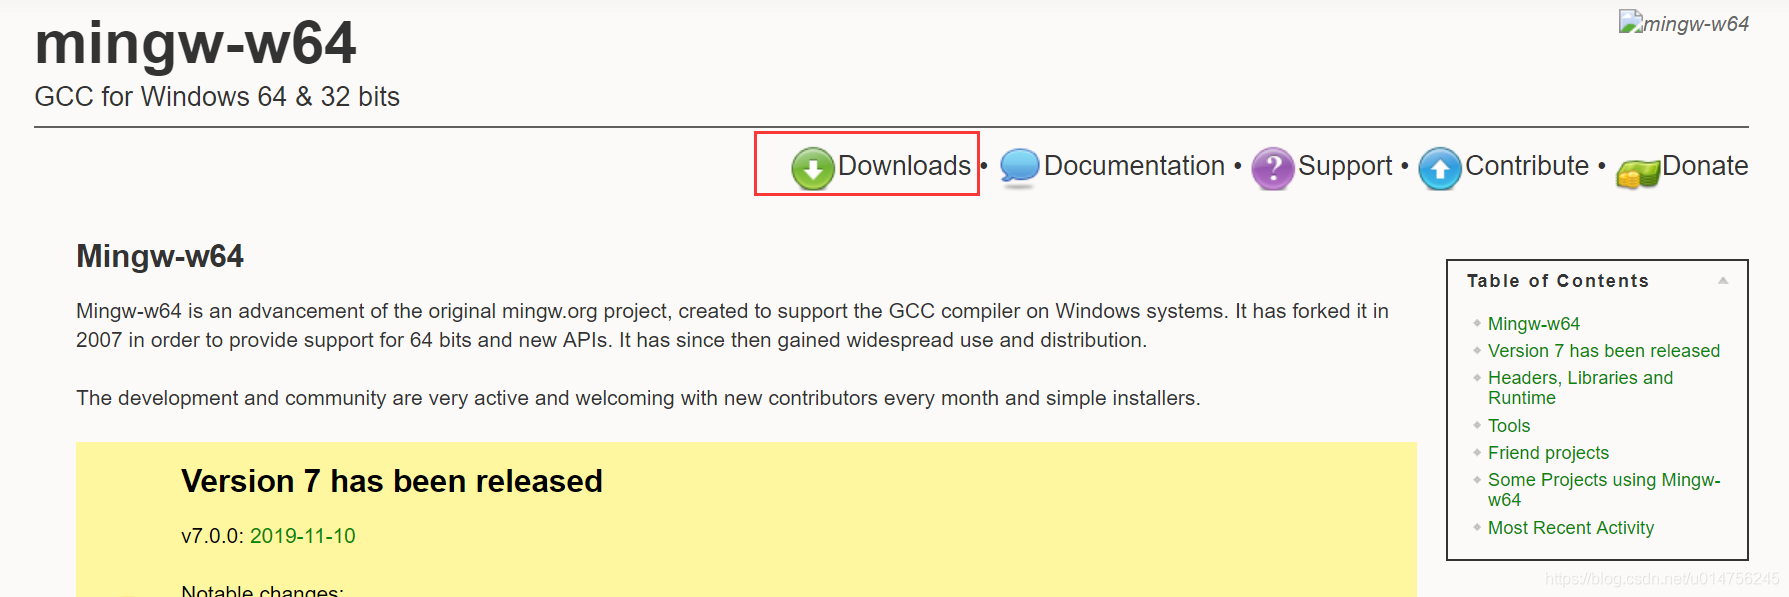 mingw-w64
mingw-w64
GCC for Windows 64 & 32 bits
Downloads • Documentation • Support • Contribute • Donate
Mingw-w64
Mingw-w64 is an advancement of the original mingw.org project, created to support the GCC compiler on Windows systems. It has forked it in
2007 in order to provide support for 64 bits and new APIs. It has since then gained widespread use and distribution.
The development and community are very active and welcoming with new contributors every month and simple installers.
Version 7 has been released
v7.0.0: 2019-11-10
Notable changes:
Table of Contents
Mingw-w64
Version 7 has been released
Headers, Libraries and
Runtime
Tools
Friend projects
Some Projects using Mingw-
w64
Most Recent Activity
https://blog.csdn.net/u014756245